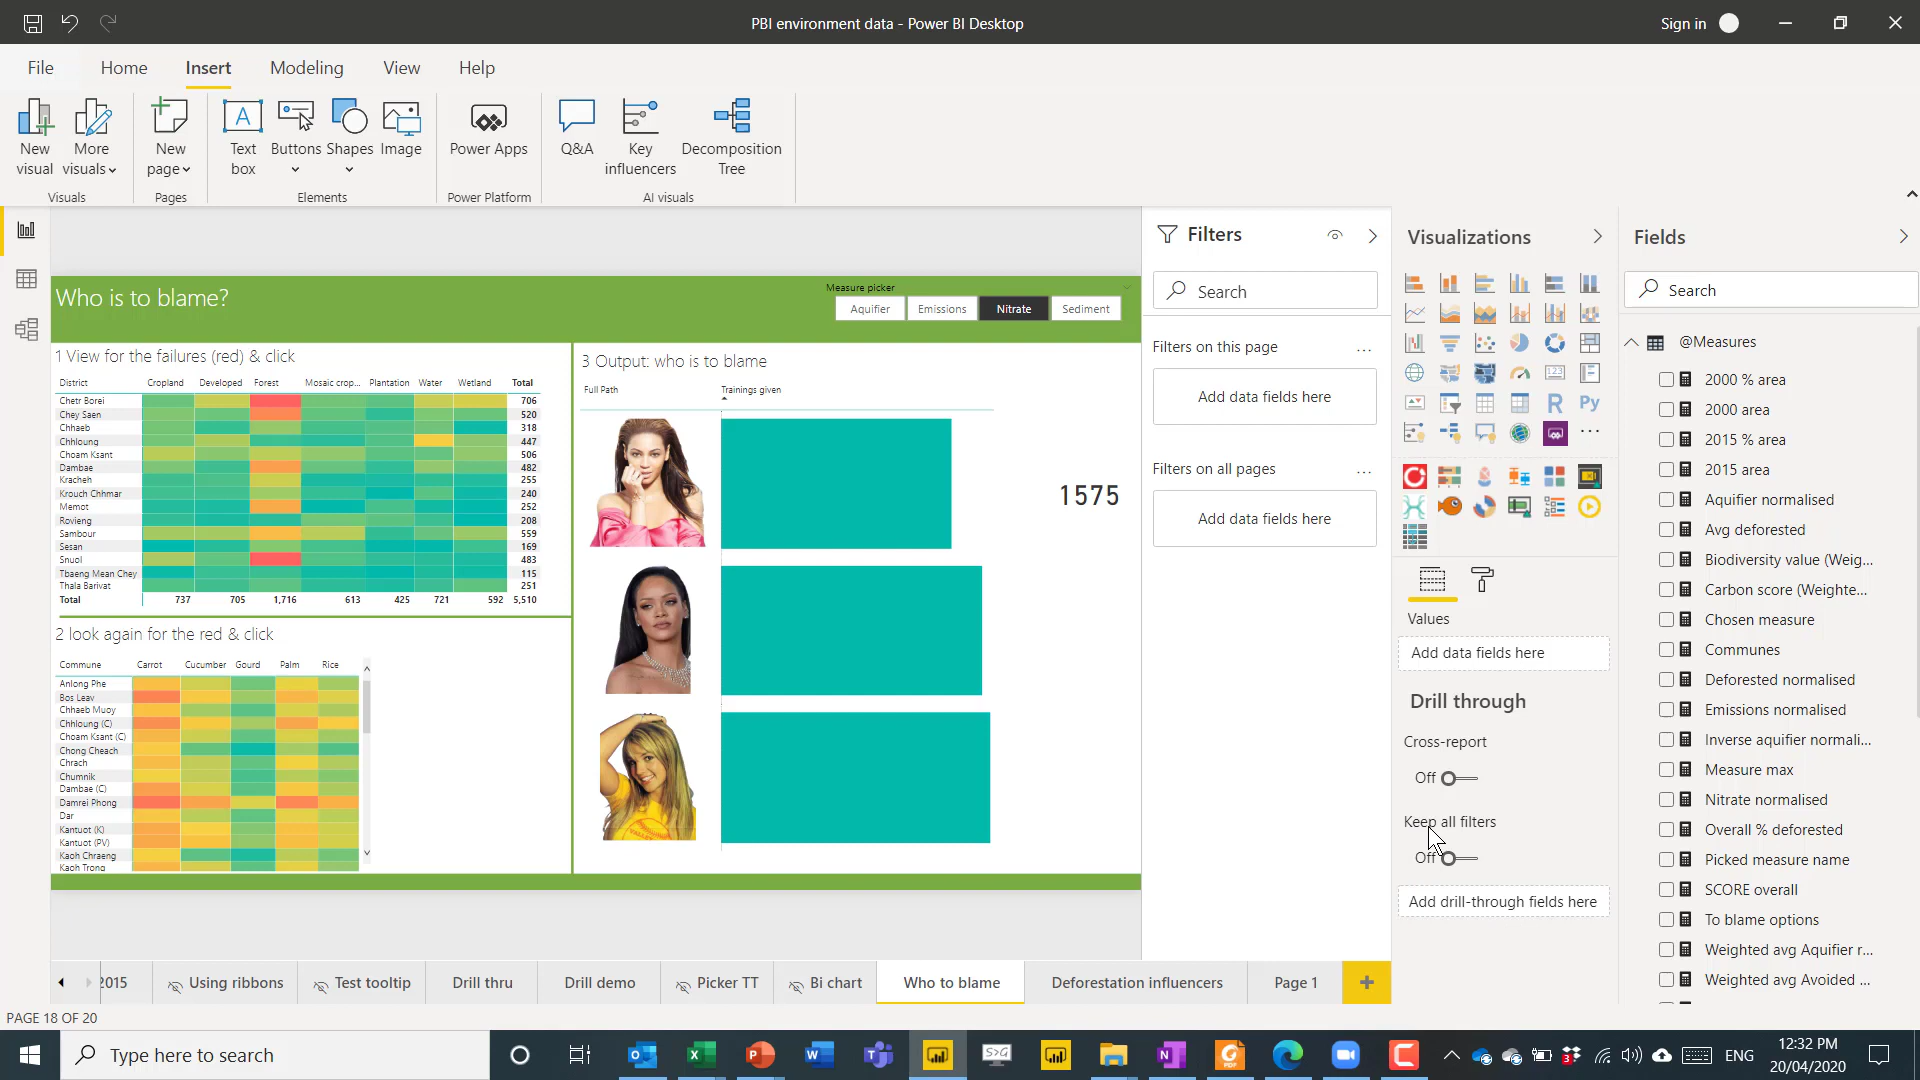 PBI environment data - Power BI Desktop
Sign in
File Home Insert Modeling View Help
New visual
More visuals
New page
Text box
Buttons
Shapes
Image
Power Apps
Q&A
Key influencers
Decomposition Tree
Visuals
Pages
Elements
Power Platform
AI visuals
Who is to blame?
Measure picker
Aquifier Emissions Nitrate Sediment
1 View for the failures (red) & click
District Cropland Developed Forest Mosaic crop... Plantation Water Wetland Total
Chetr Borei 706
Chey Saen 520
Chhaeb 318
Chhloung 447
Choam Ksant 506
Dambae 482
Kracheh 255
Krouch Chhmar 240
Memot 252
Rovieng 208
Sambour 559
Sesan 169
Snuol 483
Tbaeng Mean Chey 115
Thala Barivat 251
Total 737 705 1,716 613 425 721 592 5,510
2 look again for the red & click
Commune Carrot Cucumber Gourd Palm Rice
Anlong Phe
Bos Leav
Chhaeb Muoy
Chhloung (C)
Choam Ksant (C)
Chong Cheach
Chrach
Chumnik
Dambae (C)
Damrei Phong
Dar
Kantuot (K)
Kantuot (PV)
Kaoh Chraeng
Kaoh Trong
3 Output: who is to blame
Full Path Trainings given
1575
Filters
Search
Filters on this page ...
Add data fields here
Filters on all pages ...
Add data fields here
Visualizations
Values
Add data fields here
Drill through
Cross-report
Off
Keep all filters
Off
Add drill-through fields here
Fields
Search
@Measures
2000 % area
2000 area
2015 % area
2015 area
Aquifier normalised
Avg deforested
Biodiversity value (Weig...
Carbon score (Weighte...
Chosen measure
Communes
Deforested normalised
Emissions normalised
Inverse aquifier normali...
Measure max
Nitrate normalised
Overall % deforested
Picked measure name
SCORE overall
To blame options
Weighted avg Aquifier r...
Weighted avg Avoided ...
2015 Using ribbons Test tooltip Drill thru Drill demo Picker TT Bi chart Who to blame Deforestation influencers Page 1
PAGE 18 OF 20
Type here to search
ENG
12:32 PM
20/04/2020